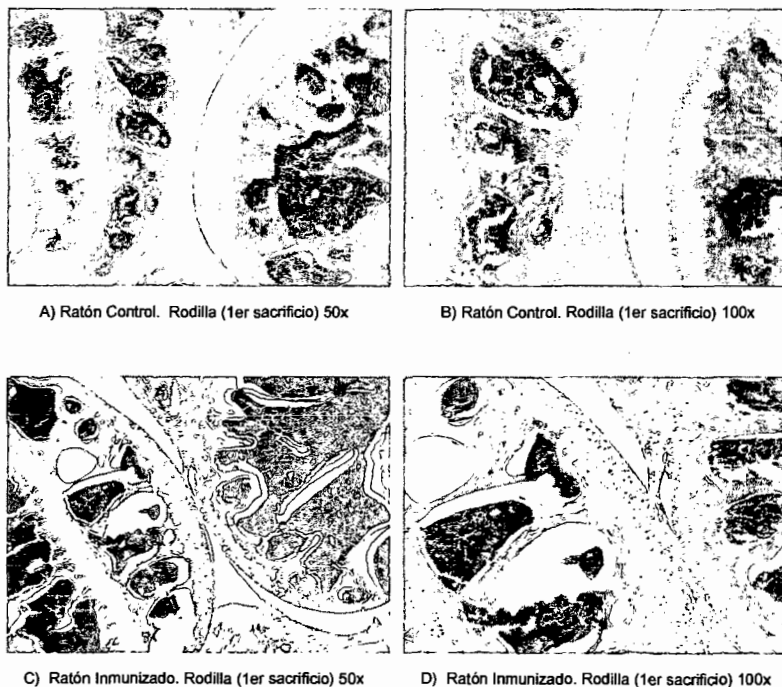 A) Ratón Control. Rodilla (1er sacrificio) 50x
B) Ratón Control. Rodilla (1er sacrificio) 100x
C) Ratón Inmunizado. Rodilla (1er sacrificio) 50x
D) Ratón Inmunizado. Rodilla (1er sacrificio) 100x